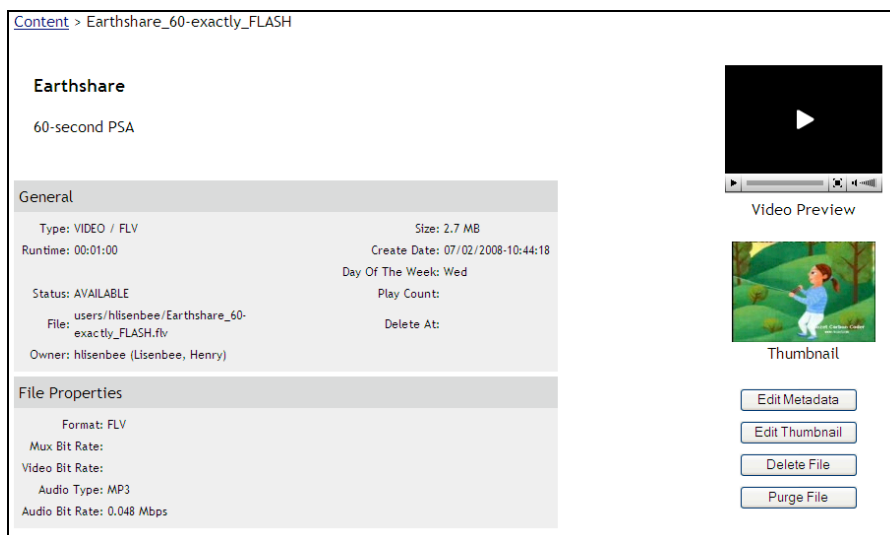 Content > Earthshare_60-exactly_FLASH
Earthshare
60-second PSA
General
Type: VIDEO / FLV
Size: 2.7 MB
Runtime: 00:01:00
Create Date: 07/02/2008-10:44:18
Day Of The Week: Wed
Status: AVAILABLE
Play Count:
File: users/hlisenbee/Earthshare_60-
exactly_FLASH.flv
Delete At:
Owner: hlisenbee (Lisenbee, Henry)
File Properties
Format: FLV
Mux Bit Rate:
Video Bit Rate:
Audio Type: MP3
Audio Bit Rate: 0.048 Mbps
Video Preview
Thumbnail
Edit Metadata
Edit Thumbnail
Delete File
Purge File